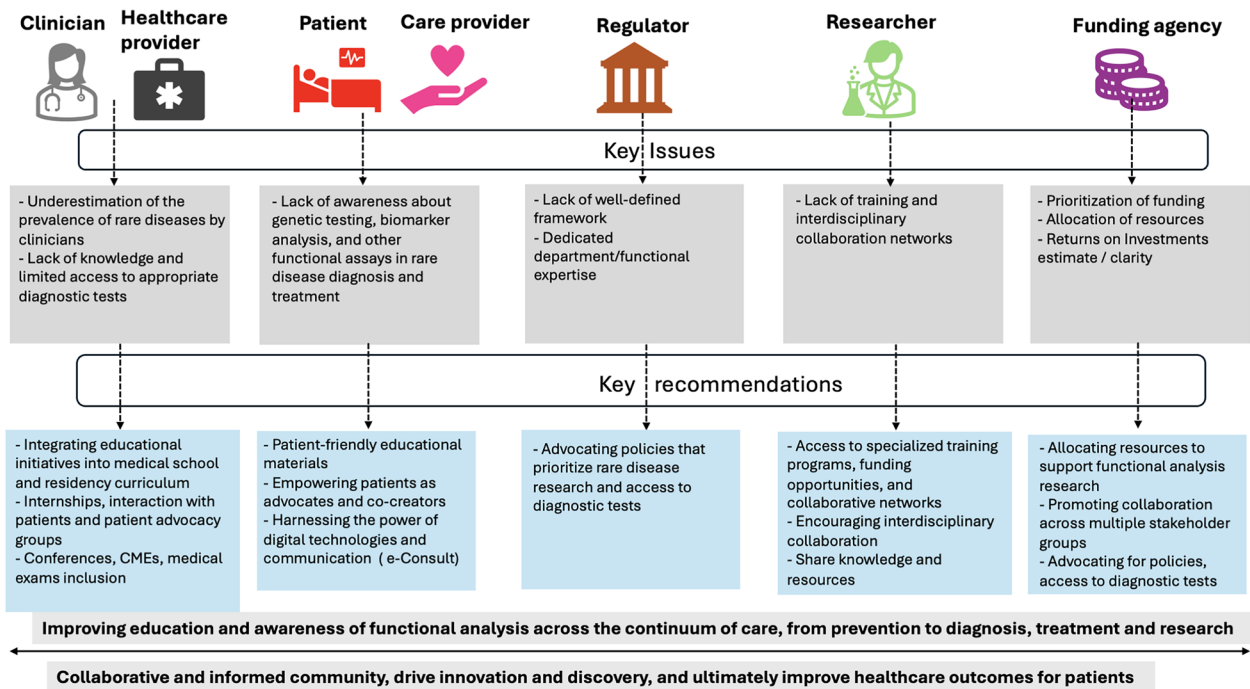 Clinician
Healthcare
provider
Patient
Care provider
Regulator
Researcher
Funding agency
Key Issues
- Underestimation of the
prevalence of rare diseases by
clinicians
- Lack of knowledge and
limited access to appropriate
diagnostic tests
- Lack of awareness about
genetic testing, biomarker
analysis, and other
functional assays in rare
disease diagnosis and
treatment
- Lack of well-defined
framework
- Dedicated
department/functional
expertise
- Lack of training and
interdisciplinary
collaboration networks
- Prioritization of funding
- Allocation of resources
- Returns on Investments
estimate / clarity
Key recommendations
- Integrating educational
initiatives into medical school
and residency curriculum
- Internships, interaction with
patients and patient advocacy
groups
- Conferences, CMEs, medical
exams inclusion
- Patient-friendly educational
materials
- Empowering patients as
advocates and co-creators
- Harnessing the power of
digital technologies and
communication ( e-Consult)
- Advocating policies that
prioritize rare disease
research and access to
diagnostic tests
- Access to specialized training
programs, funding
opportunities, and
collaborative networks
- Encouraging interdisciplinary
collaboration
- Share knowledge and
resources
- Allocating resources to
support functional analysis
research
- Promoting collaboration
across multiple stakeholder
groups
- Advocating for policies,
access to diagnostic tests
Improving education and awareness of functional analysis across the continuum of care, from prevention to diagnosis, treatment and research
Collaborative and informed community, drive innovation and discovery, and ultimately improve healthcare outcomes for patients